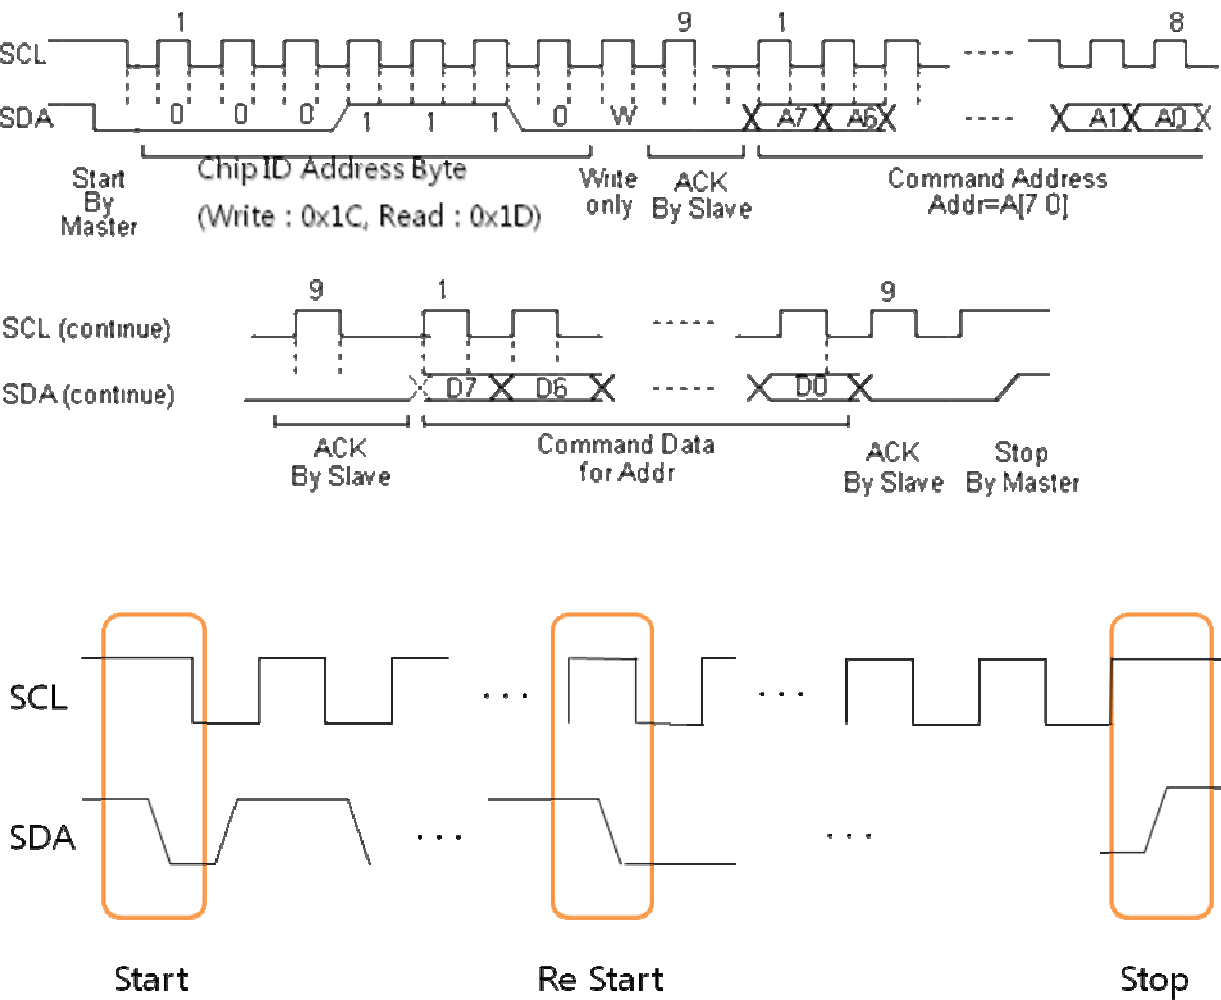 1 9 1 8
SCL
SDA 0 0 0 1 1 1 0 W A7 A6 A1 A0
Start By Master
Chip ID Address Byte
(Write : 0x1C, Read : 0x1D)
Write only
ACK By Slave
Command Address
Addr=A[7 0]
9 1 9
SCL (continue)
SDA (continue) D7 D6 D0
ACK
By Slave
Command Data
for Addr
ACK
By Slave
Stop
By Master
SCL
SDA
Start Re Start Stop